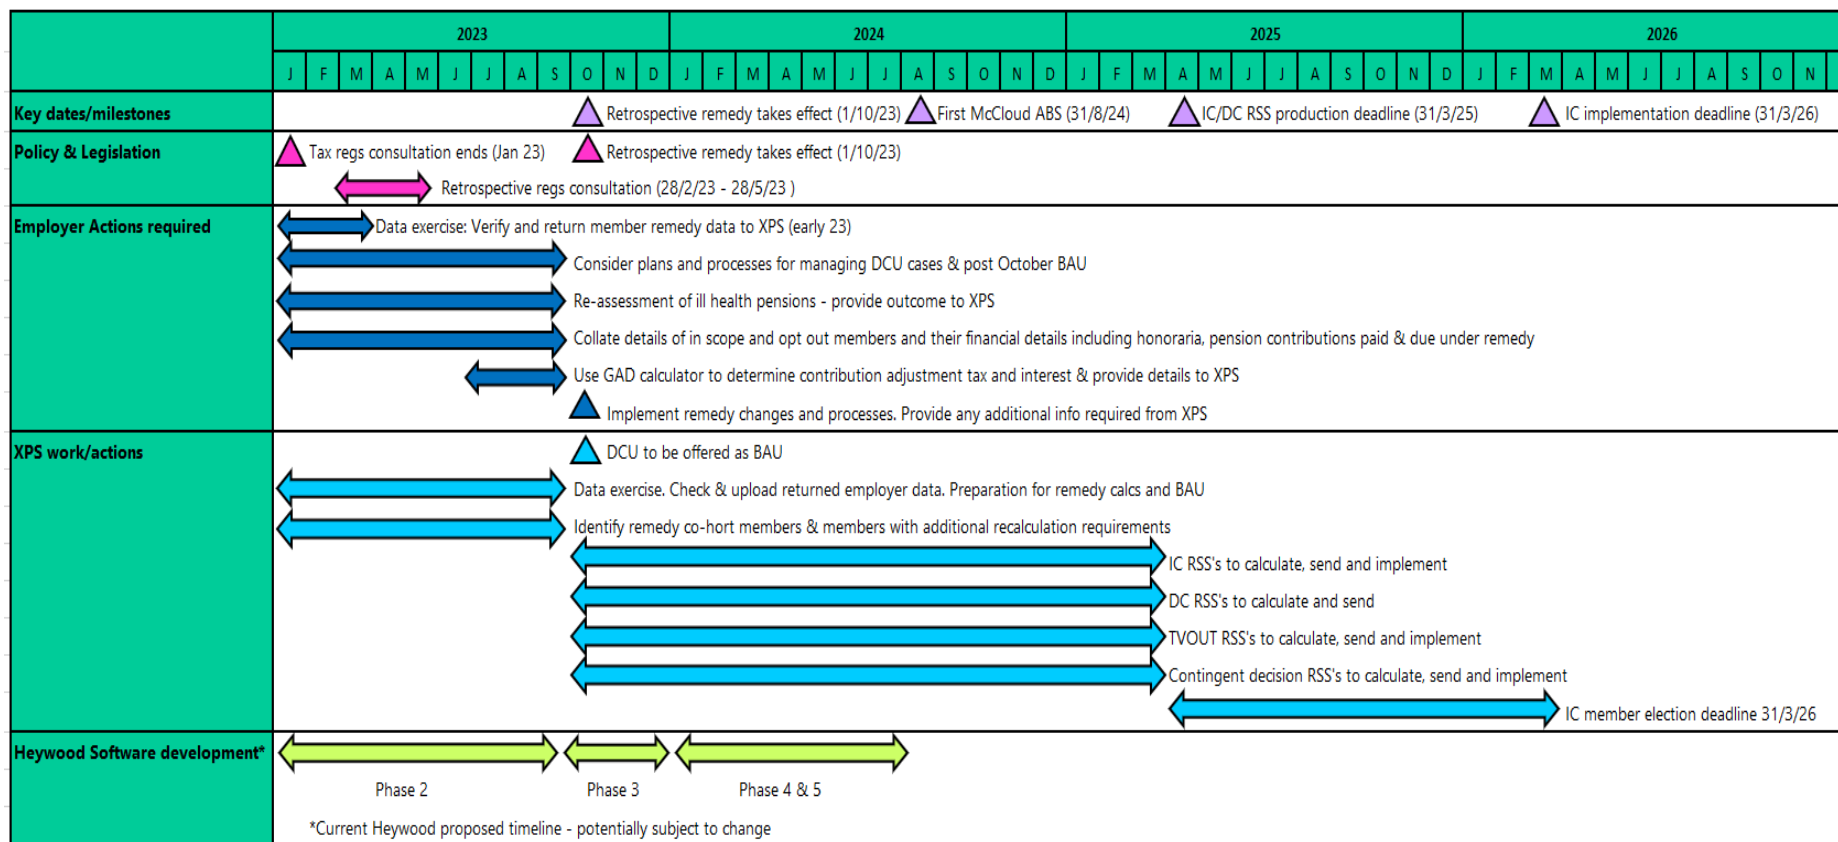 2023 2024 2025 2026
J F M A M J J A S O N D J F M A M J J A S O N D J F M A M J J A S O N D J F M A M J J A S O N
Key dates/milestones
Retrospective remedy takes effect (1/10/23) First McCloud ABS (31/8/24) IC/DC RSS production deadline (31/3/25) IC implementation deadline (31/3/26)
Policy & Legislation
Tax regs consultation ends (Jan 23) Retrospective remedy takes effect (1/10/23)
Retrospective regs consultation (28/2/23 - 28/5/23 )
Employer Actions required
Data exercise: Verify and return member remedy data to XPS (early 23)
Consider plans and processes for managing DCU cases & post October BAU
Re-assessment of ill health pensions - provide outcome to XPS
Collate details of in scope and opt out members and their financial details including honoraria, pension contributions paid & due under remedy
Use GAD calculator to determine contribution adjustment tax and interest & provide details to XPS
Implement remedy changes and processes. Provide any additional info required from XPS
XPS work/actions
DCU to be offered as BAU
Data exercise. Check & upload returned employer data. Preparation for remedy calcs and BAU
Identify remedy co-hort members & members with additional recalculation requirements
IC RSS's to calculate, send and implement
DC RSS's to calculate and send
TVOUT RSS's to calculate, send and implement
Contingent decision RSS's to calculate, send and implement
IC member election deadline 31/3/26
Heywood Software development*
Phase 2 Phase 3 Phase 4 & 5
*Current Heywood proposed timeline - potentially subject to change